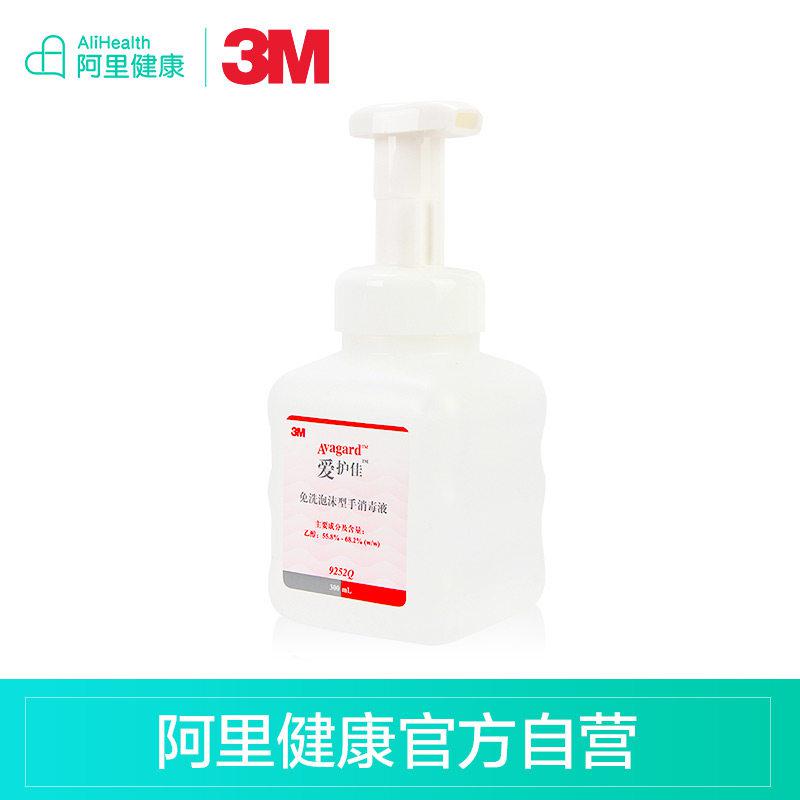 AliHealth
阿里健康
3M
3M
Avagard™
爱护佳™
免洗泡沫型手消毒液
主要成分及含量：
乙醇：55.8% - 68.2% (w/w)
9252Q
300 mL
阿里健康官方自营